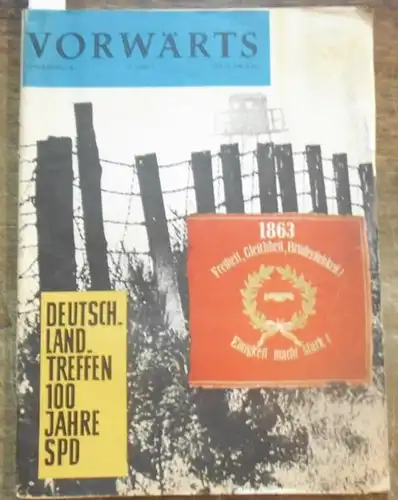 VORWÄRTS
1863
Freiheit, Gleichheit, Brüderlichkeit!
Einigkeit macht stark!
DEUTSCH-
LAND-
TREFFEN
100
JAHRE
SPD